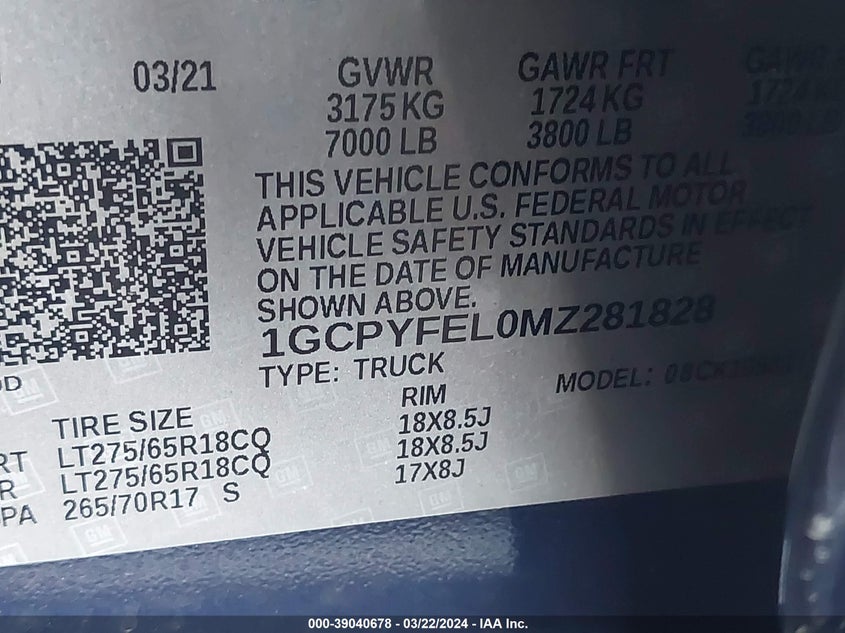 03/21
GVWR GAWR FRT
3175 KG 1724 KG
7000 LB 3800 LB
THIS VEHICLE CONFORMS TO ALL
APPLICABLE U.S. FEDERAL MOTOR
VEHICLE SAFETY STANDARDS IN EFFECT
ON THE DATE OF MANUFACTURE
SHOWN ABOVE.
1GCPYFEL0MZ281828
TYPE: TRUCK MODEL:
TIRE SIZE RIM
RT LT275/65R18CQ 18X8.5J
R LT275/65R18CQ 18X8.5J
PA 265/70R17 S 17X8J
GM
000-39040678 - 03/22/2024 - IAA Inc.